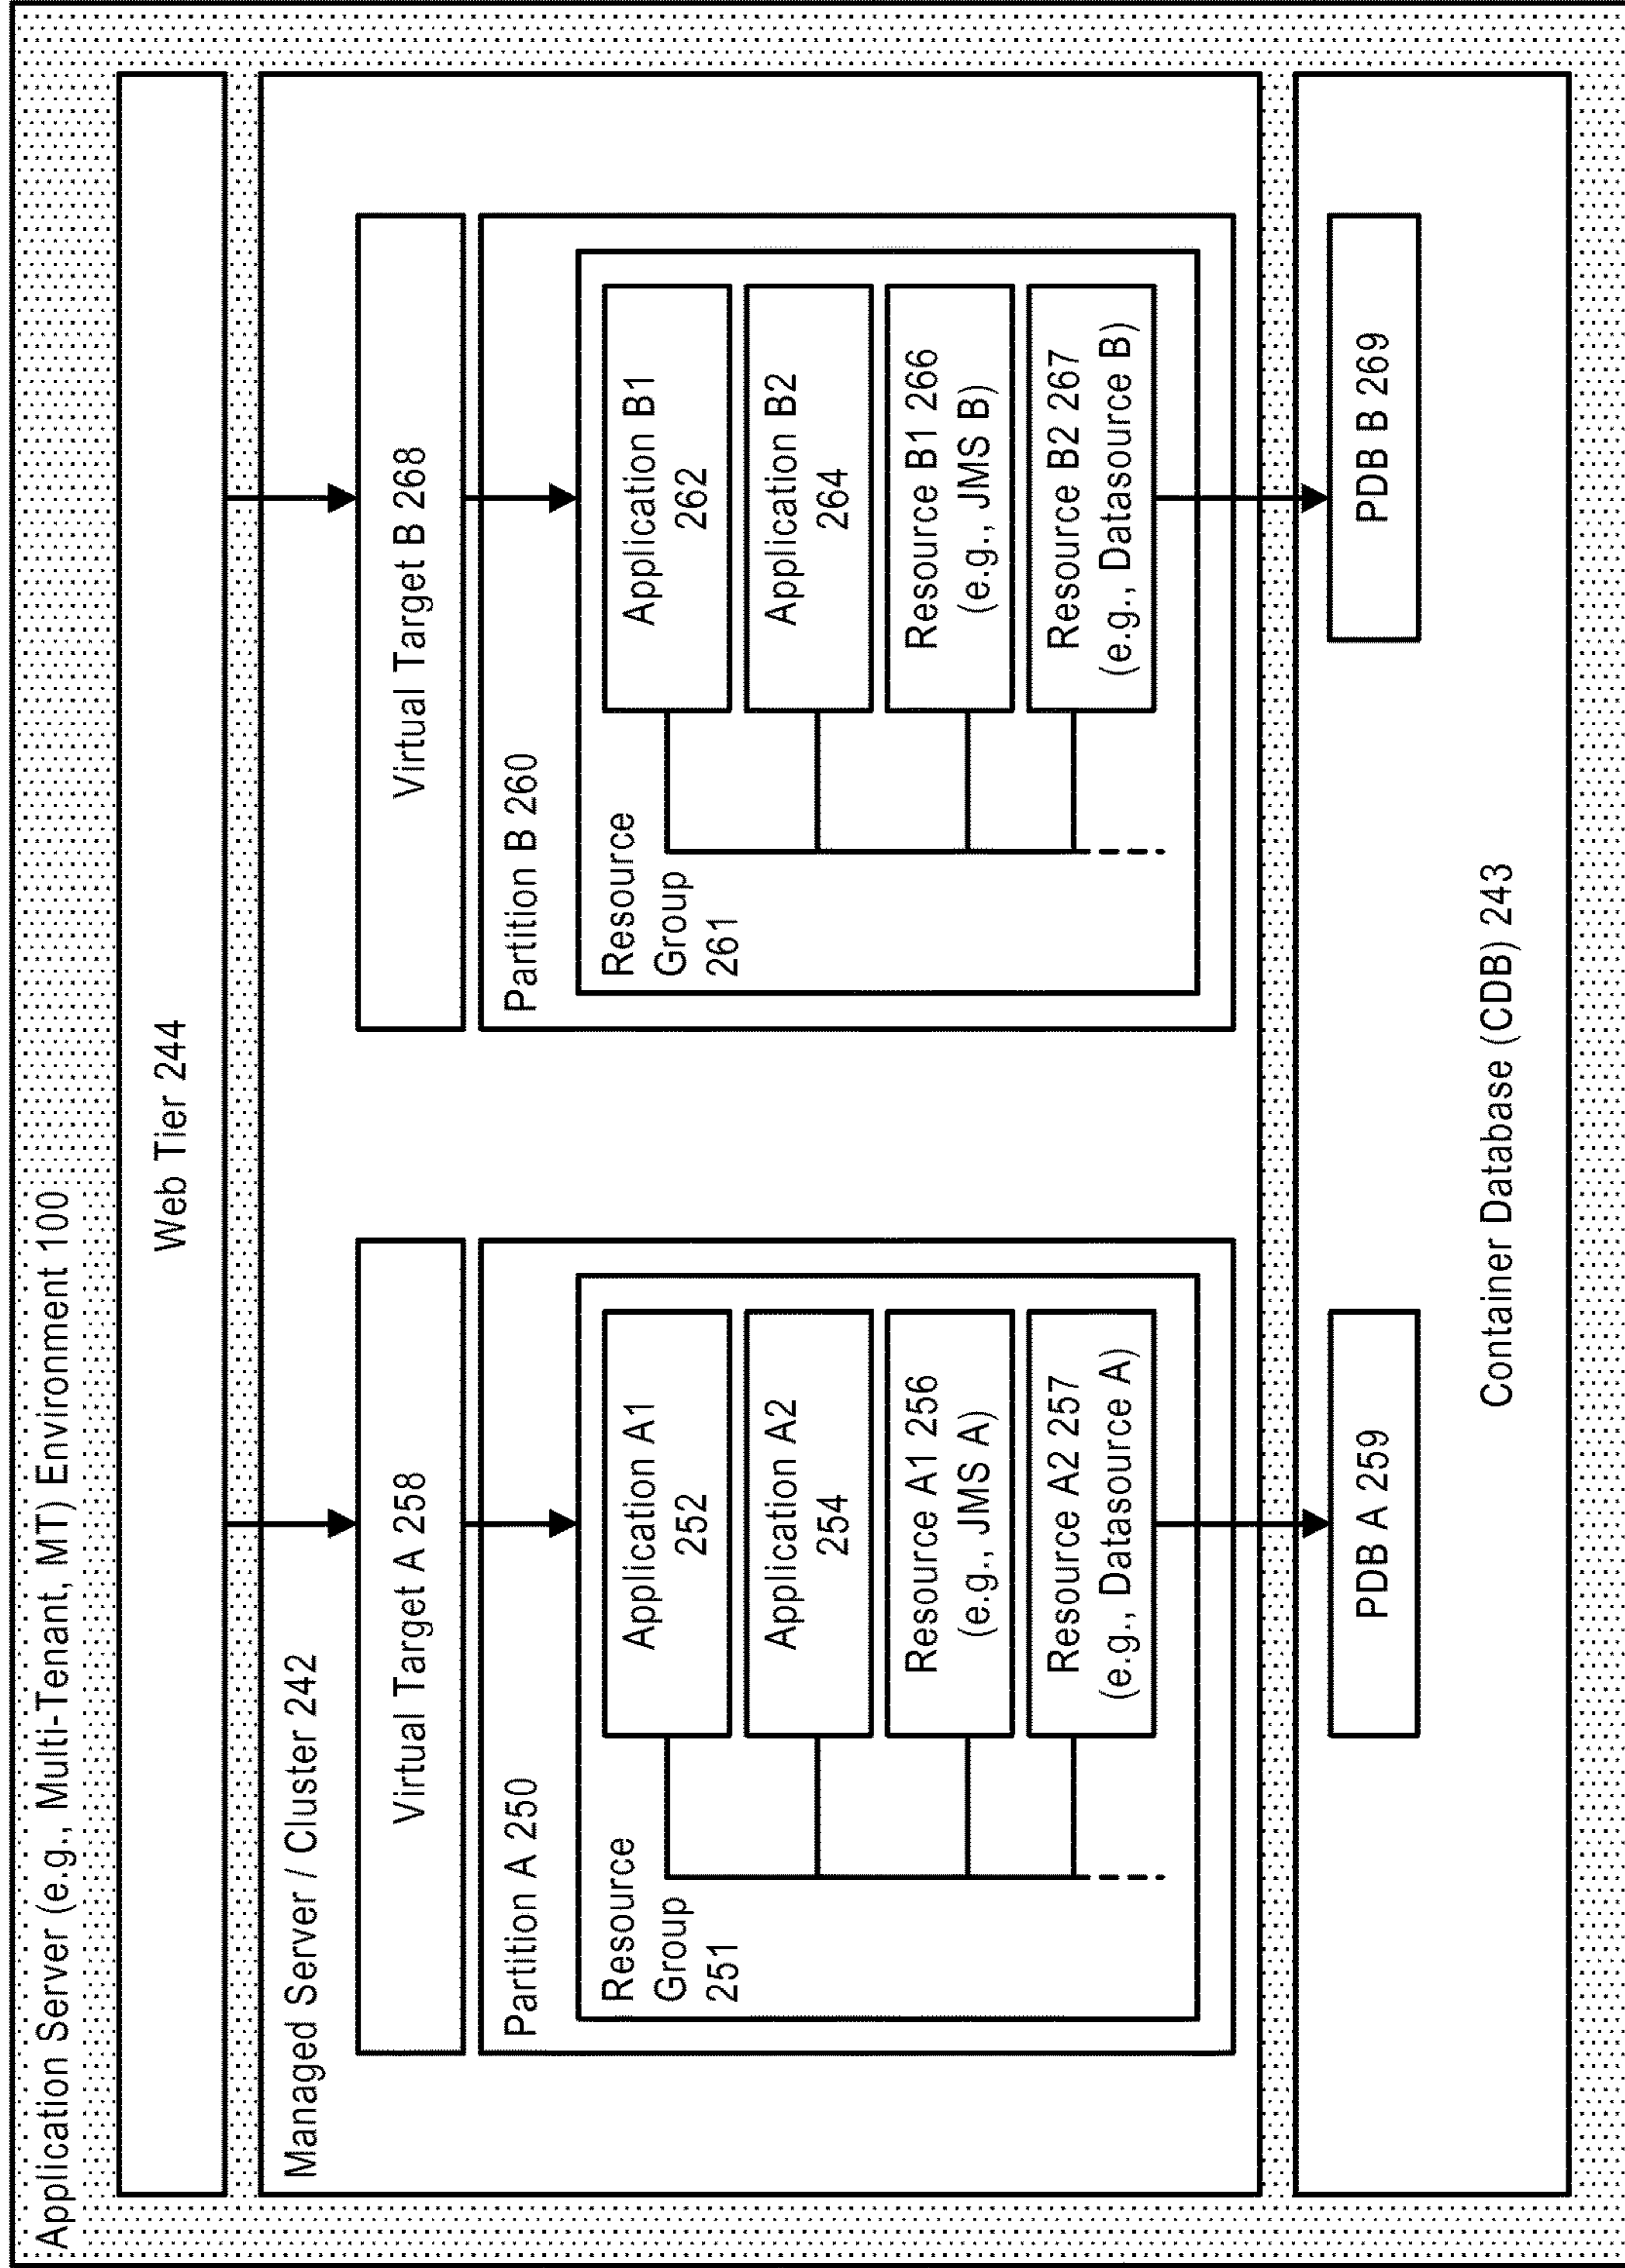 Application Server (e.g., Multi-Tenant, MT) Environment 100
Web Tier 244
Managed Server / Cluster 242
Virtual Target A 258
Partition A 250
Resource
Group
251
Application A1
252
Application A2
254
Resource A1 256
(e.g., JMS A)
Resource A2 257
(e.g., Datasource A)
Virtual Target B 268
Partition B 260
Resource
Group
261
Application B1
262
Application B2
264
Resource B1 266
(e.g., JMS B)
Resource B2 267
(e.g., Datasource B)
PDB A 259
PDB B 269
Container Database (CDB) 243